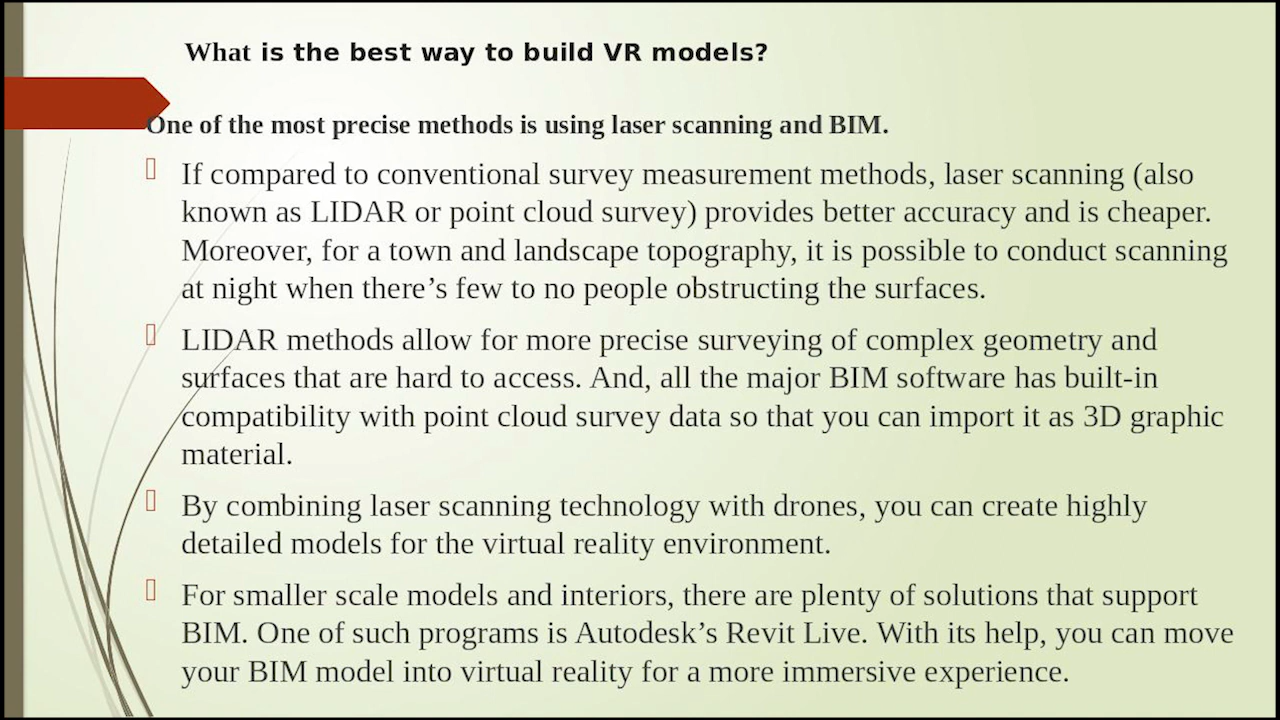 What is the best way to build VR models?
One of the most precise methods is using laser scanning and BIM.
If compared to conventional survey measurement methods, laser scanning (also
known as LIDAR or point cloud survey) provides better accuracy and is cheaper.
Moreover, for a town and landscape topography, it is possible to conduct scanning
at night when there’s few to no people obstructing the surfaces.
LIDAR methods allow for more precise surveying of complex geometry and
surfaces that are hard to access. And, all the major BIM software has built-in
compatibility with point cloud survey data so that you can import it as 3D graphic
material.
By combining laser scanning technology with drones, you can create highly
detailed models for the virtual reality environment.
For smaller scale models and interiors, there are plenty of solutions that support
BIM. One of such programs is Autodesk’s Revit Live. With its help, you can move
your BIM model into virtual reality for a more immersive experience.